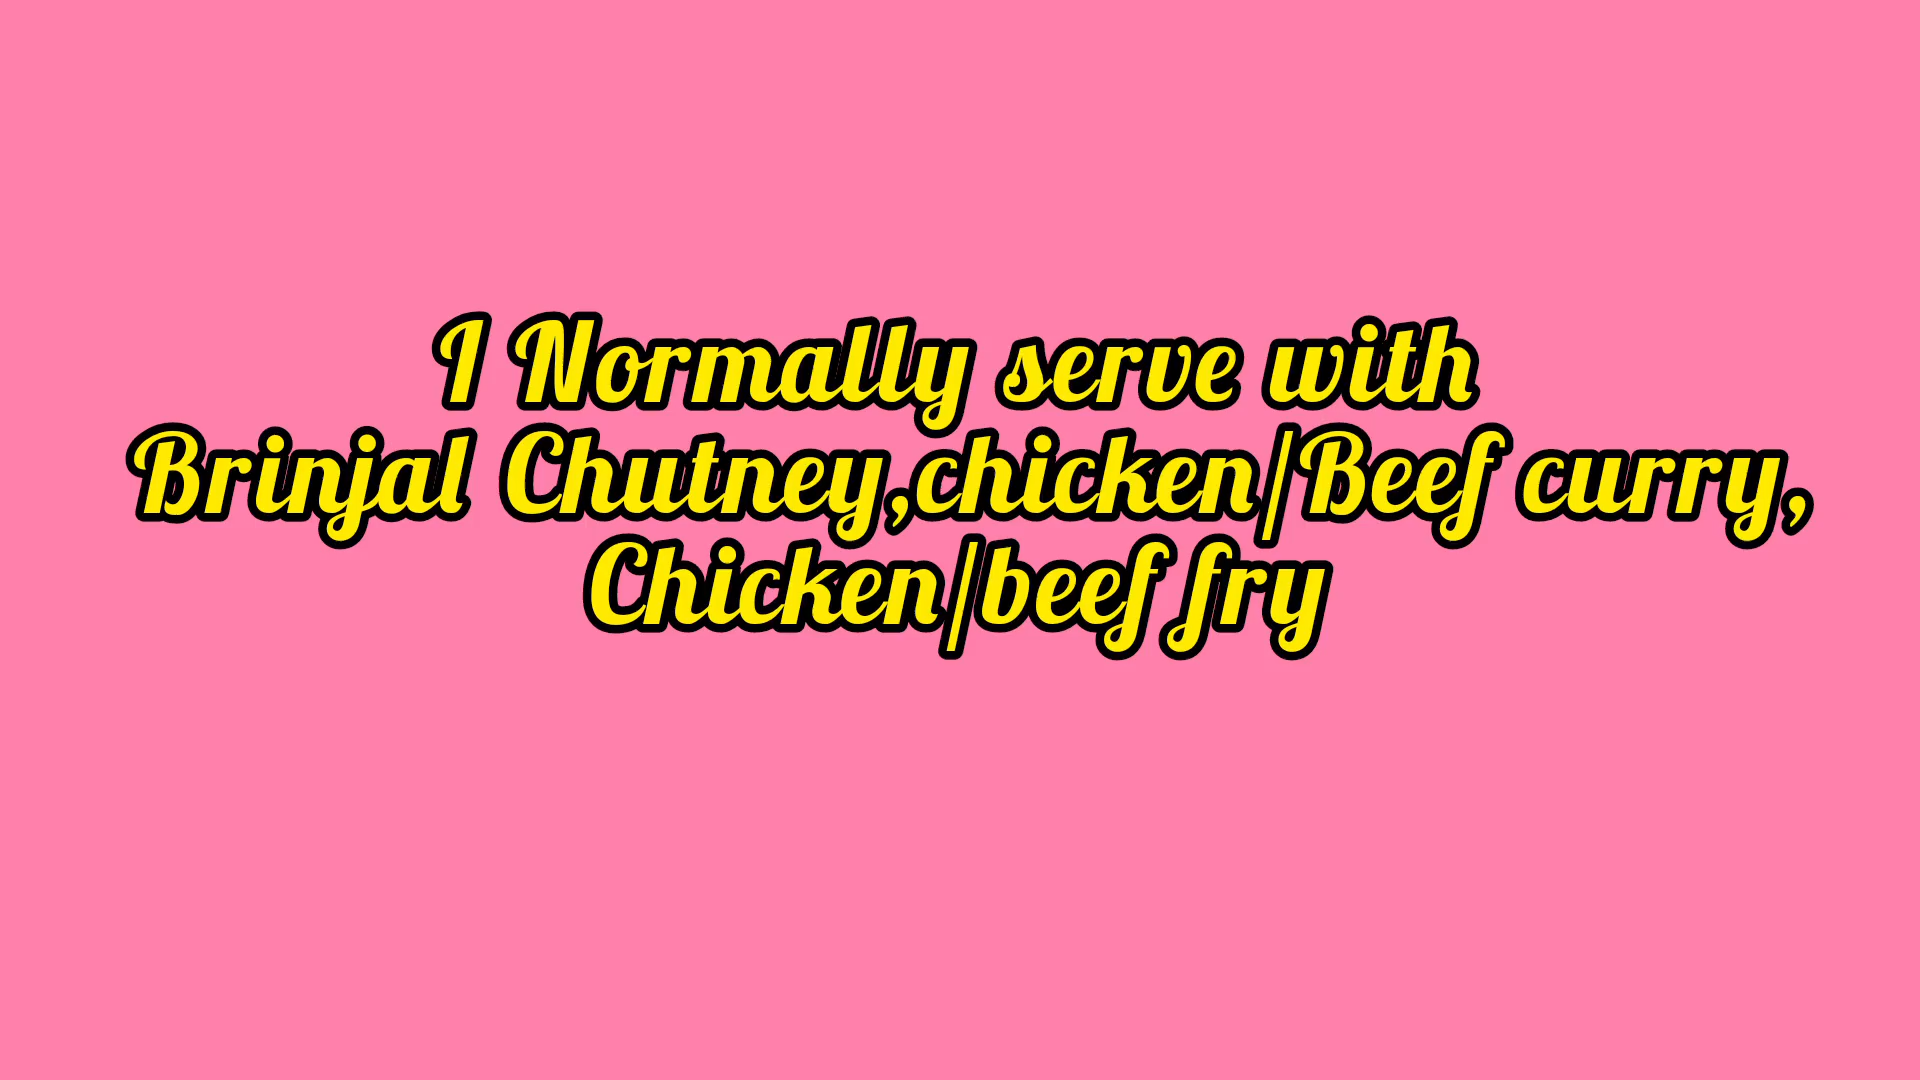 I Normally serve with
Brinjal Chutney,chicken/Beef curry,
Chicken/beef fry